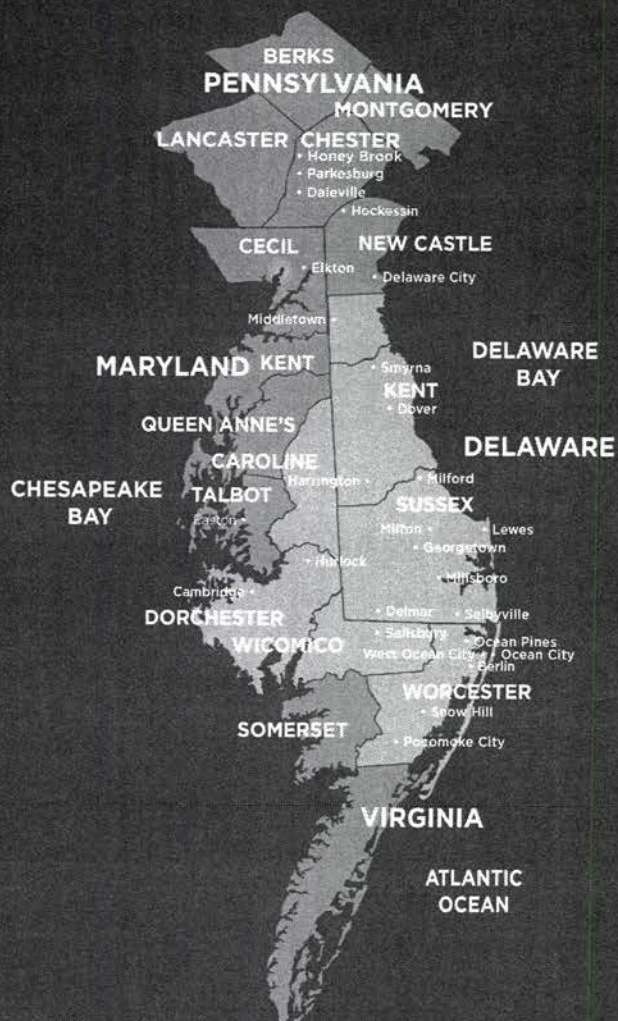 BERKS
PENNSYLVANIA
MONTGOMERY
LANCASTER CHESTER
• Honey Brook
• Parkesburg
• Daleville
• Hockessin
CECIL
NEW CASTLE
• Elkton
• Delaware City
Middletown •
DELAWARE
BAY
MARYLAND
KENT
• Smyrna
KENT
• Dover
QUEEN ANNE'S
DELAWARE
CAROLINE
Harrington •
• Milford
CHESAPEAKE
BAY
TALBOT
SUSSEX
Easton •
Milton •
• Lewes
• Georgetown
• Hurlock
• Millsboro
Cambridge •
DORCHESTER
• Delmar
• Selbyville
• Salisbury
WICOMICO
• Ocean Pines
West Ocean City •
• Ocean City
• Berlin
WORCESTER
• Snow Hill
SOMERSET
• Pocomoke City
VIRGINIA
ATLANTIC
OCEAN